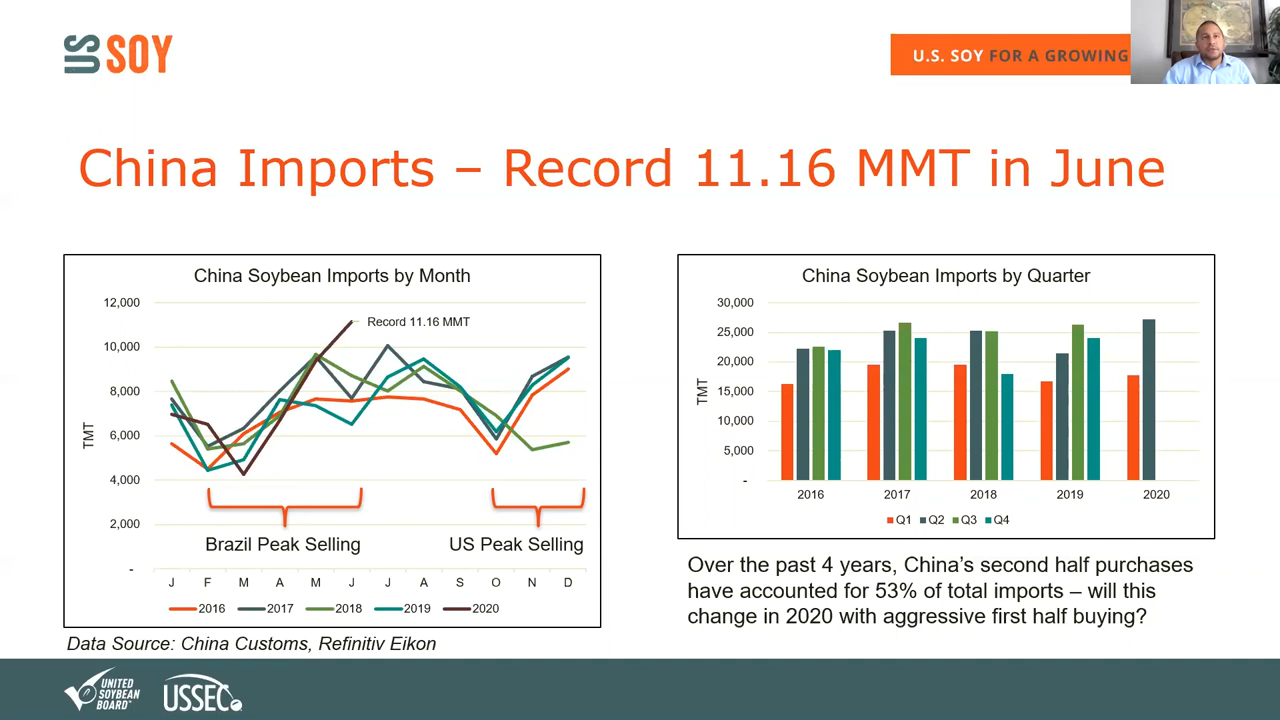 US SOY
U.S. SOY FOR A GROWING
China Imports – Record 11.16 MMT in June
China Soybean Imports by Month
12,000
10,000
8,000
6,000
4,000
2,000
-
TMT
Record 11.16 MMT
Brazil Peak Selling
US Peak Selling
J F M A M J J A S O N D
2016 2017 2018 2019 2020
Data Source: China Customs, Refinitiv Eikon
China Soybean Imports by Quarter
30,000
25,000
20,000
15,000
10,000
5,000
-
TMT
2016 2017 2018 2019 2020
Q1 Q2 Q3 Q4
Over the past 4 years, China’s second half purchases
have accounted for 53% of total imports – will this
change in 2020 with aggressive first half buying?
UNITED
SOYBEAN
BOARD
USSEC